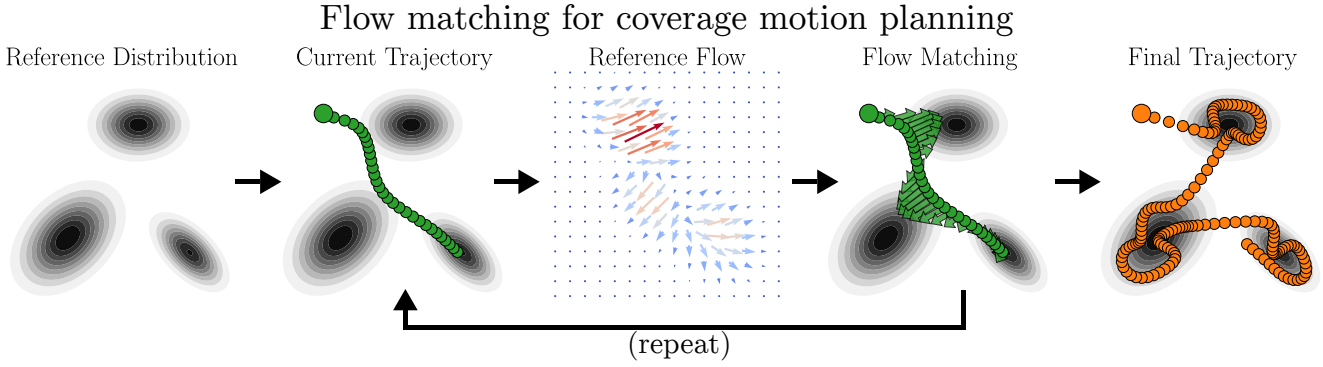 Flow matching for coverage motion planning
Reference Distribution
Current Trajectory
Reference Flow
Flow Matching
Final Trajectory
(repeat)